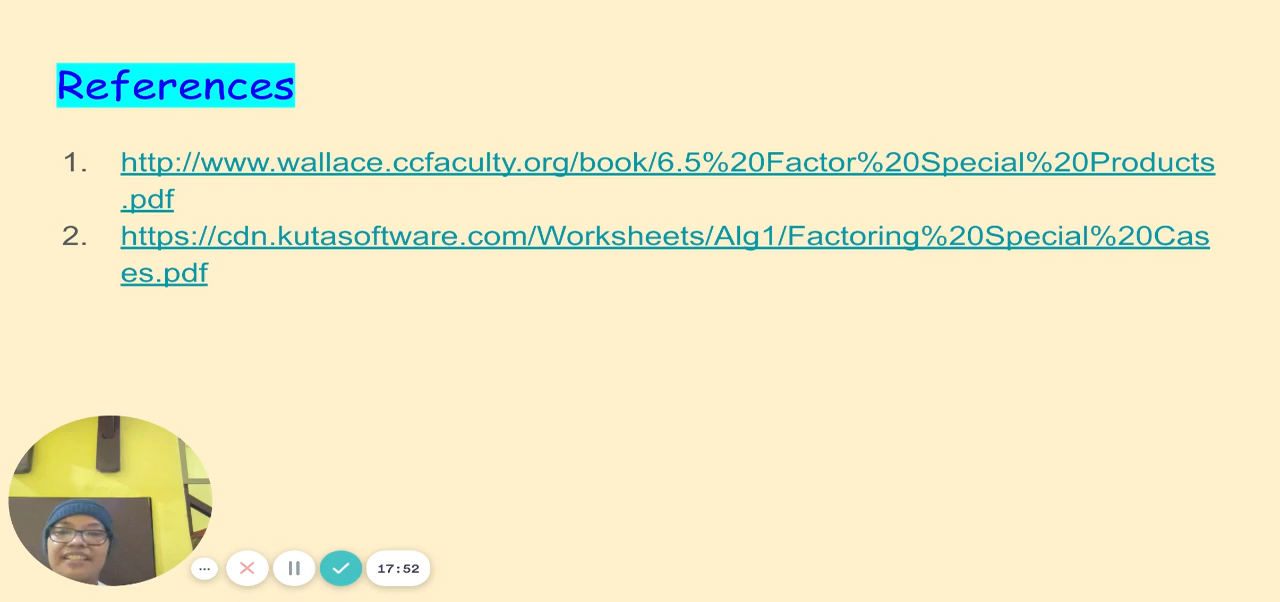 References
1. http://www.wallace.ccfaculty.org/book/6.5%20Factor%20Special%20Products
.pdf
2. https://cdn.kutasoftware.com/Worksheets/Alg1/Factoring%20Special%20Cas
es.pdf
17:52